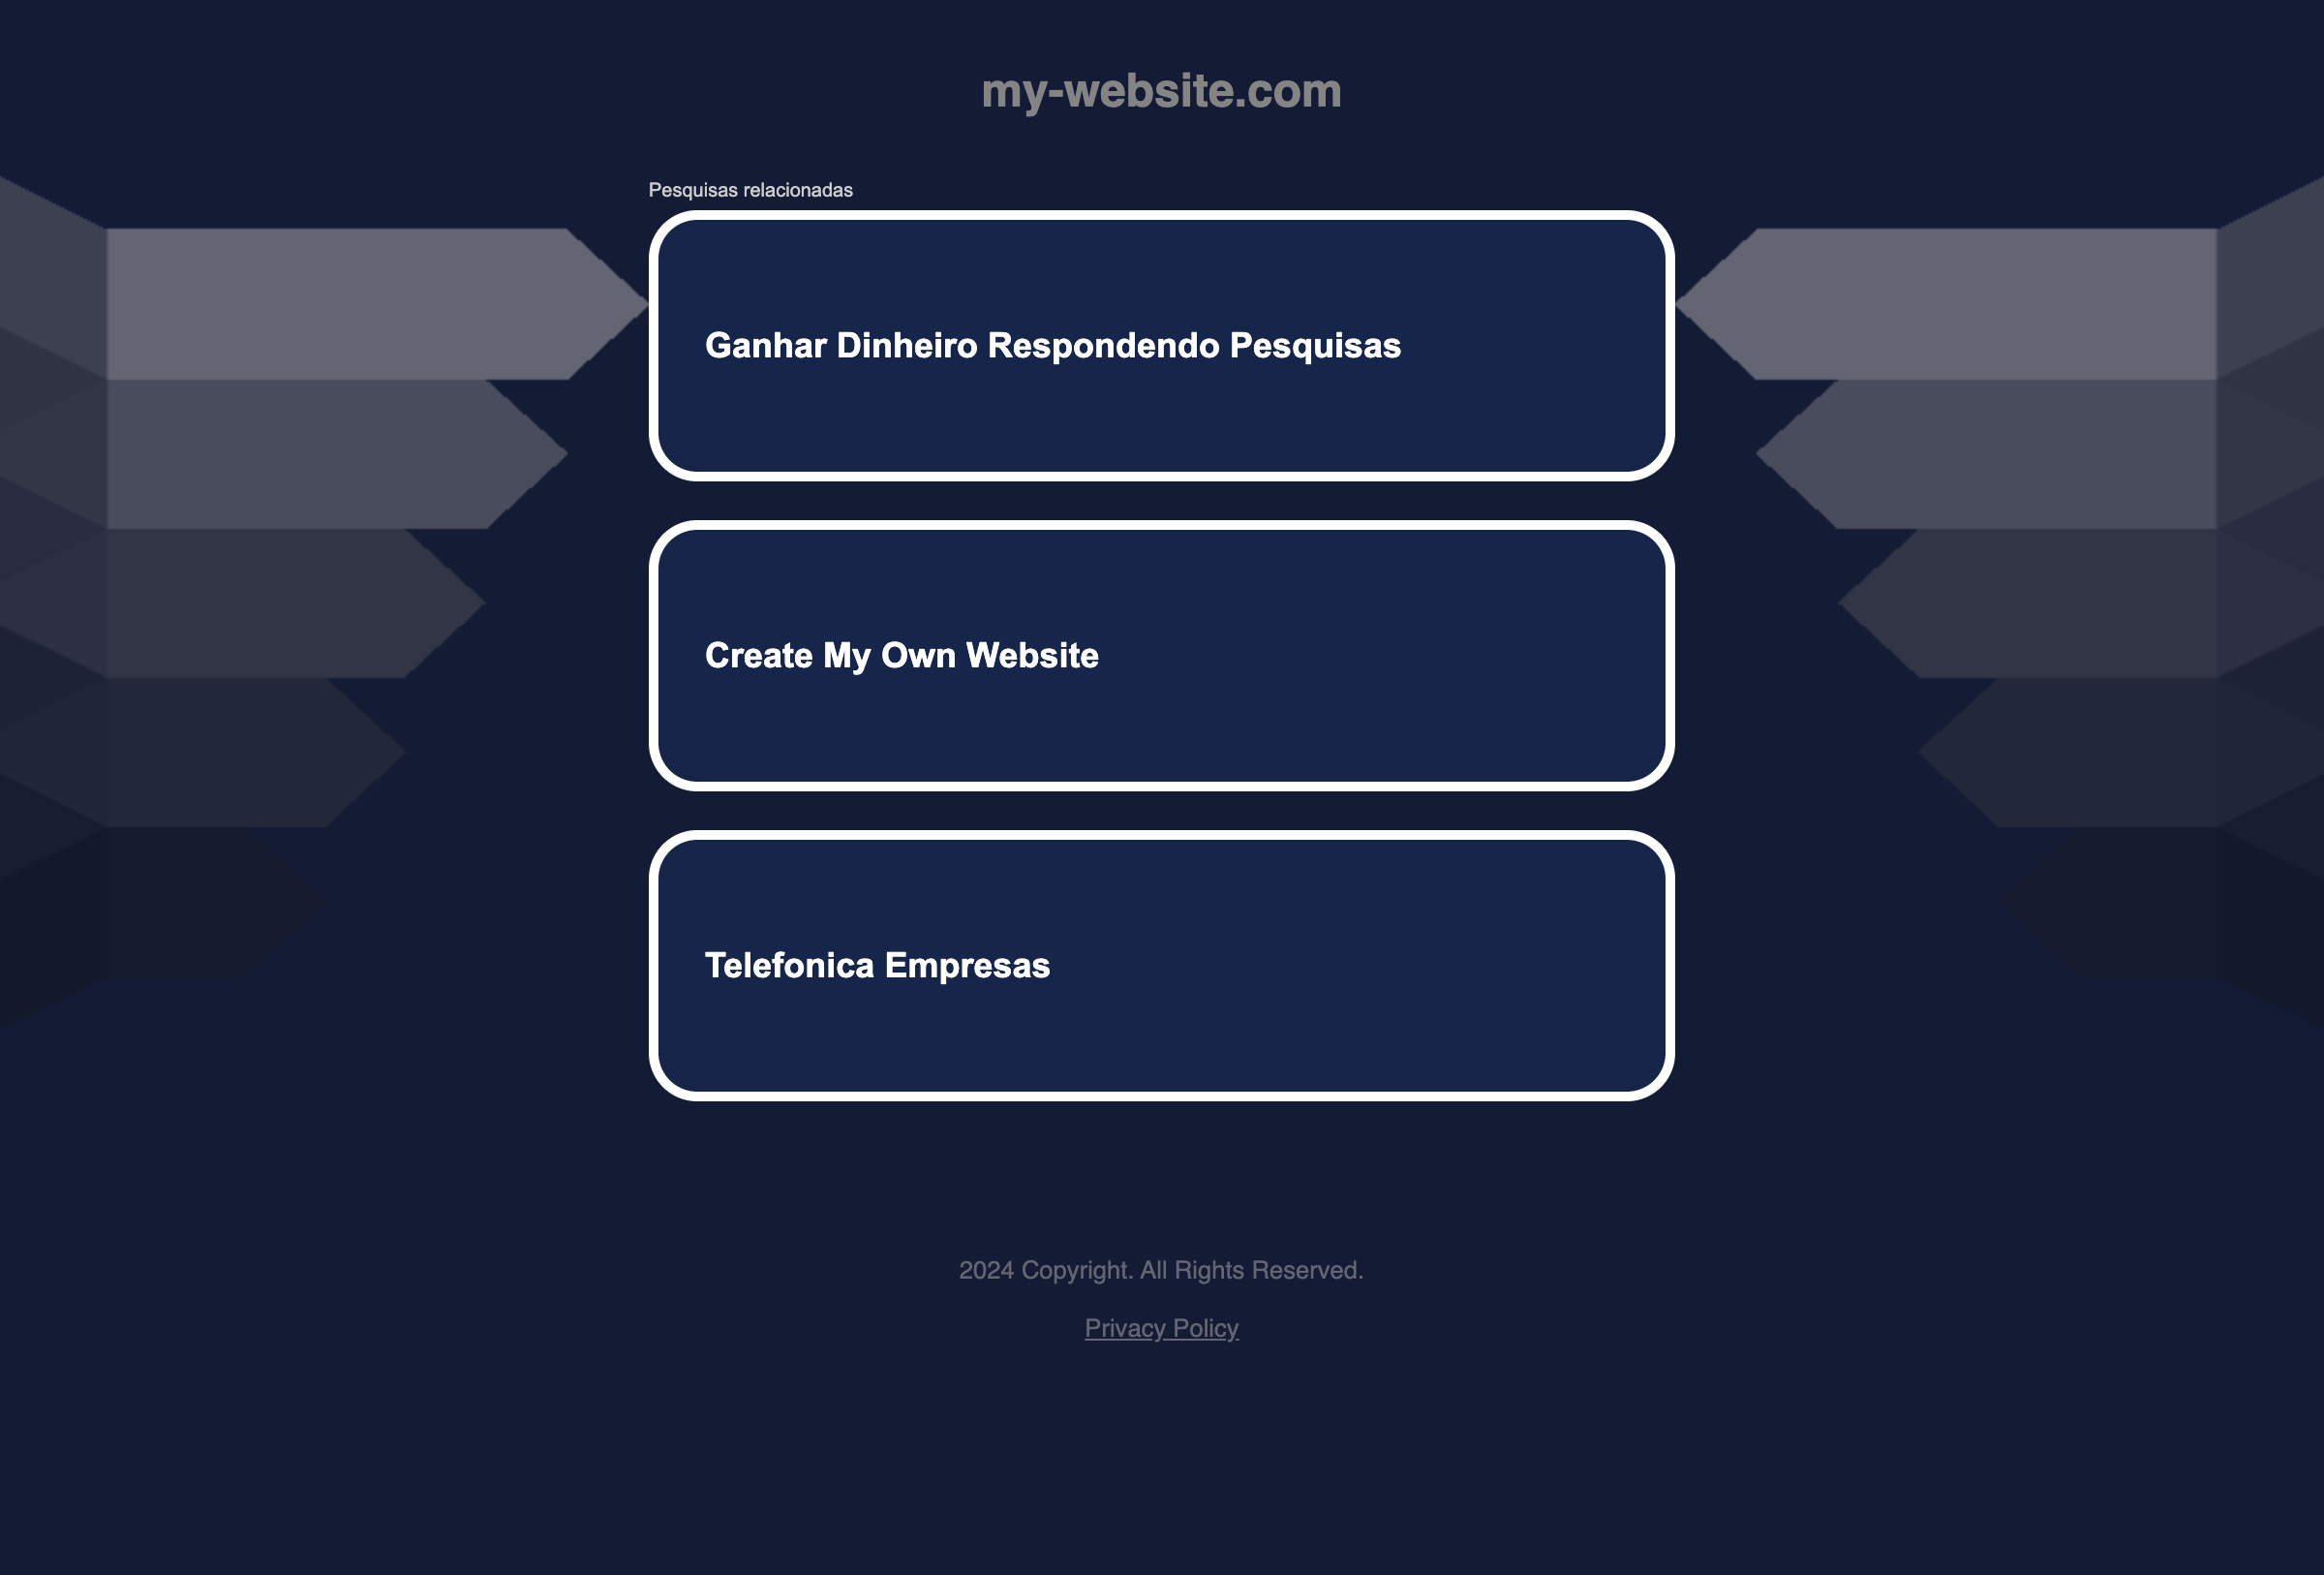 my-website.com
Pesquisas relacionadas
Ganhar Dinheiro Respondendo Pesquisas
Create My Own Website
Telefonica Empresas
2024 Copyright. All Rights Reserved.
Privacy Policy